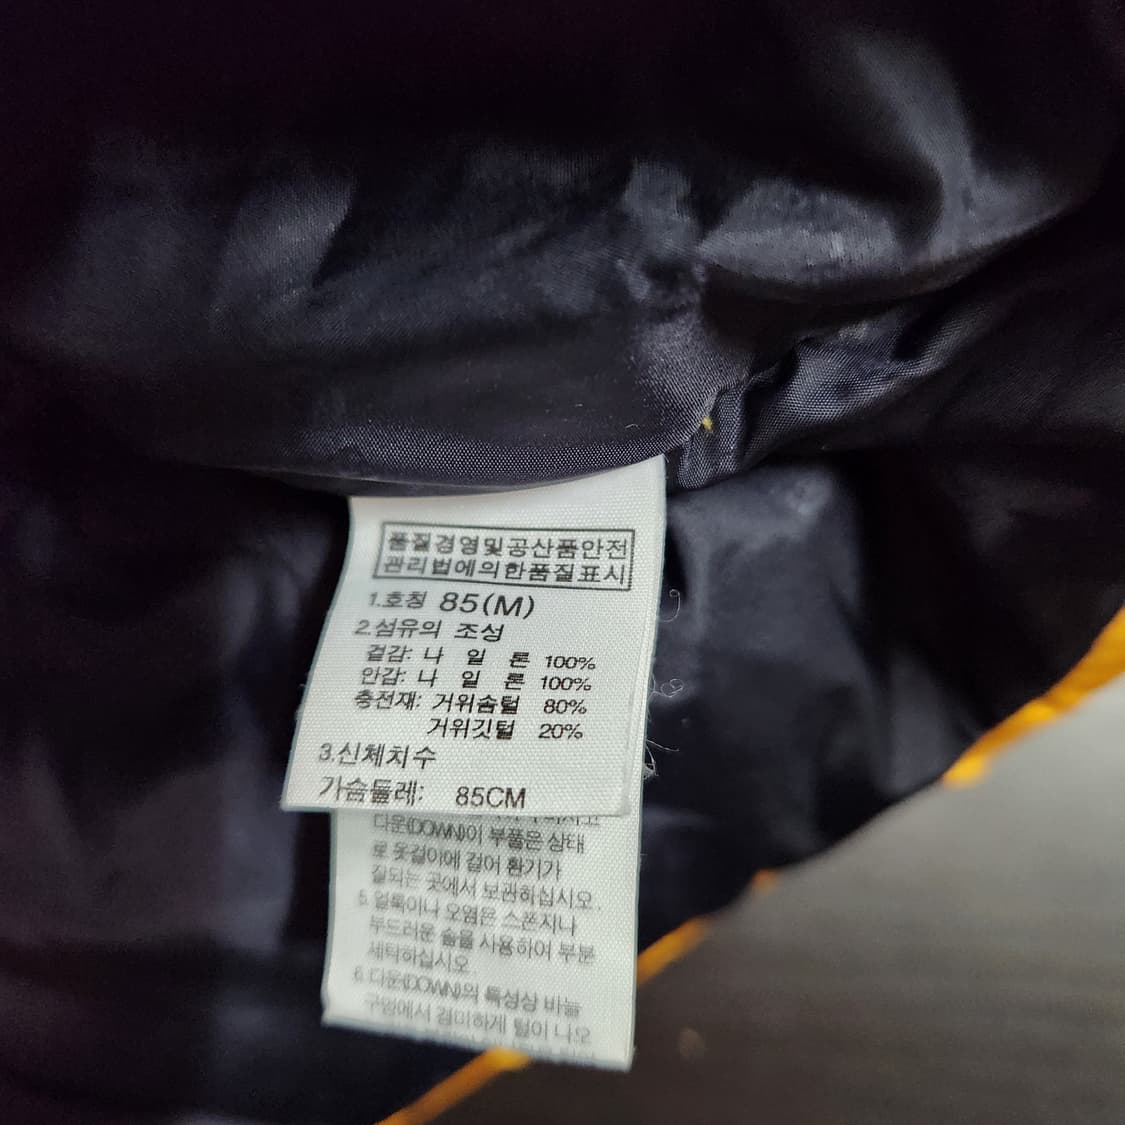 품질경영및공산품안전
관리법에의한품질표시
1.호칭 85(M)
2.섬유의 조성
겉감: 나 일 론 100%
안감: 나 일 론 100%
충전재: 거위솜털 80%
거위깃털 20%
3.신체치수
가슴둘레: 85CM
다운(DOWN)이 부풀은 상태
로 옷걸이에 걸어 환기가
잘되는 곳에서 보관하십시오.
5.얼룩이나 오염은 스폰지나
부드러운 솔을 사용하여 부분
세탁하십시오.
6.다운(DOWN)의 특성상 바늘
구멍에서 경미하게 털이 나오